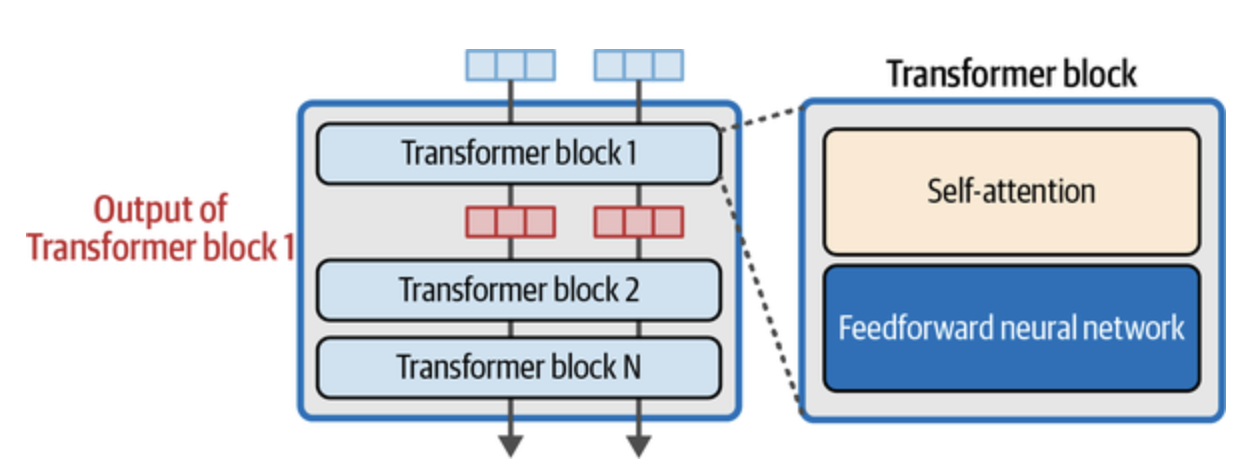 Transformer block
Transformer block 1
Self-attention
Output of
Transformer block 1
Transformer block 2
Feedforward neural network
Transformer block N